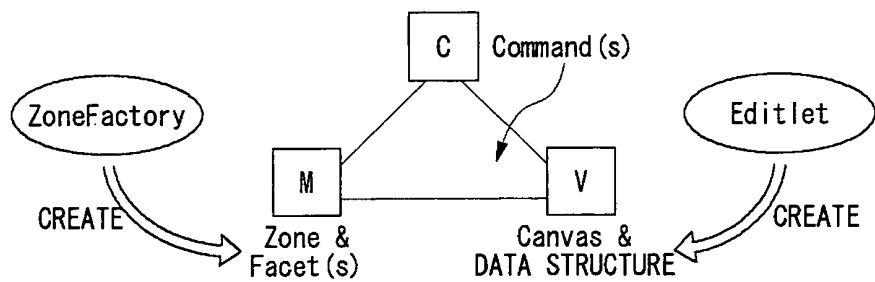 C
Command(s)
ZoneFactory
Editlet
M
V
CREATE
CREATE
Zone &
Facet(s)
Canvas &
DATA STRUCTURE